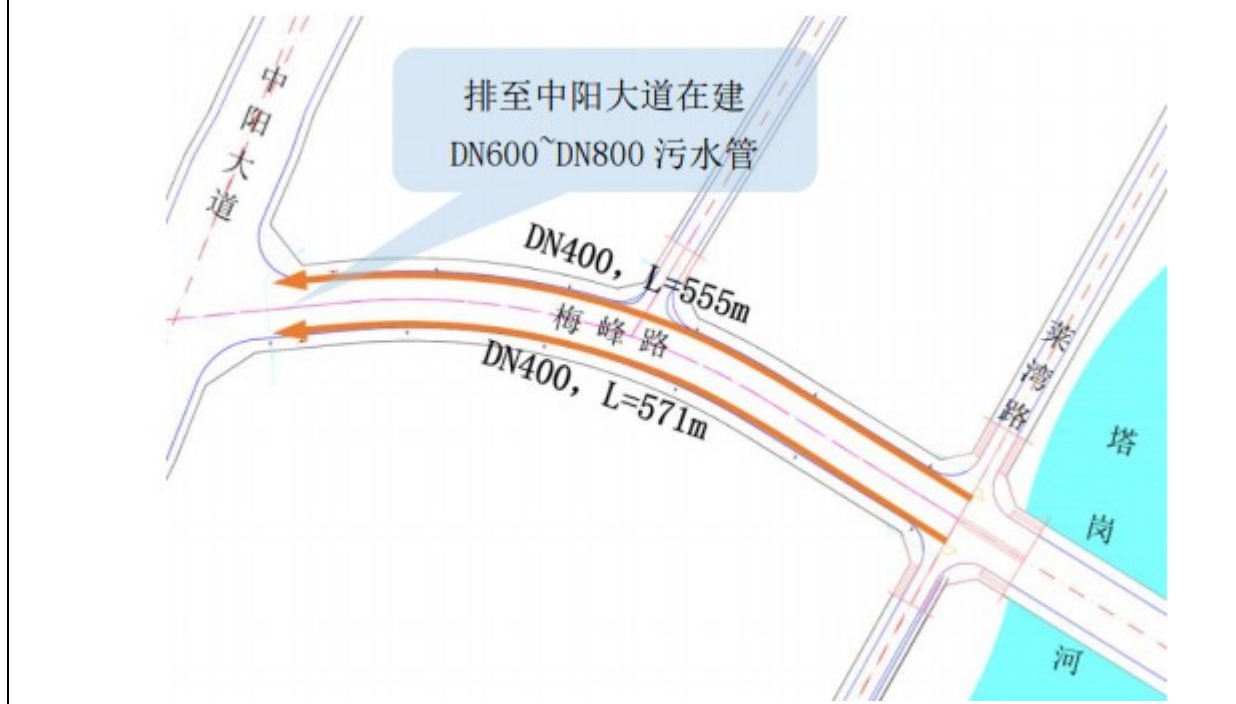 中阳大道
排至中阳大道在建
DN600~DN800 污水管
DN400, L=555m
梅峰路
DN400, L=571m
莱湾路
塔岗河